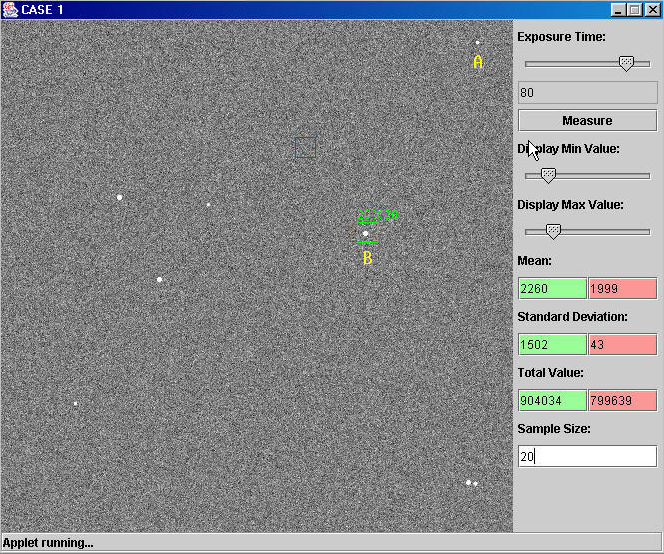 CASE 1
Exposure Time:
A
80
Measure
Display Min Value:
Display Max Value:
B
Mean:
2260 1999
Standard Deviation:
1502 43
Total Value:
904034 799639
Sample Size:
20
Applet running...